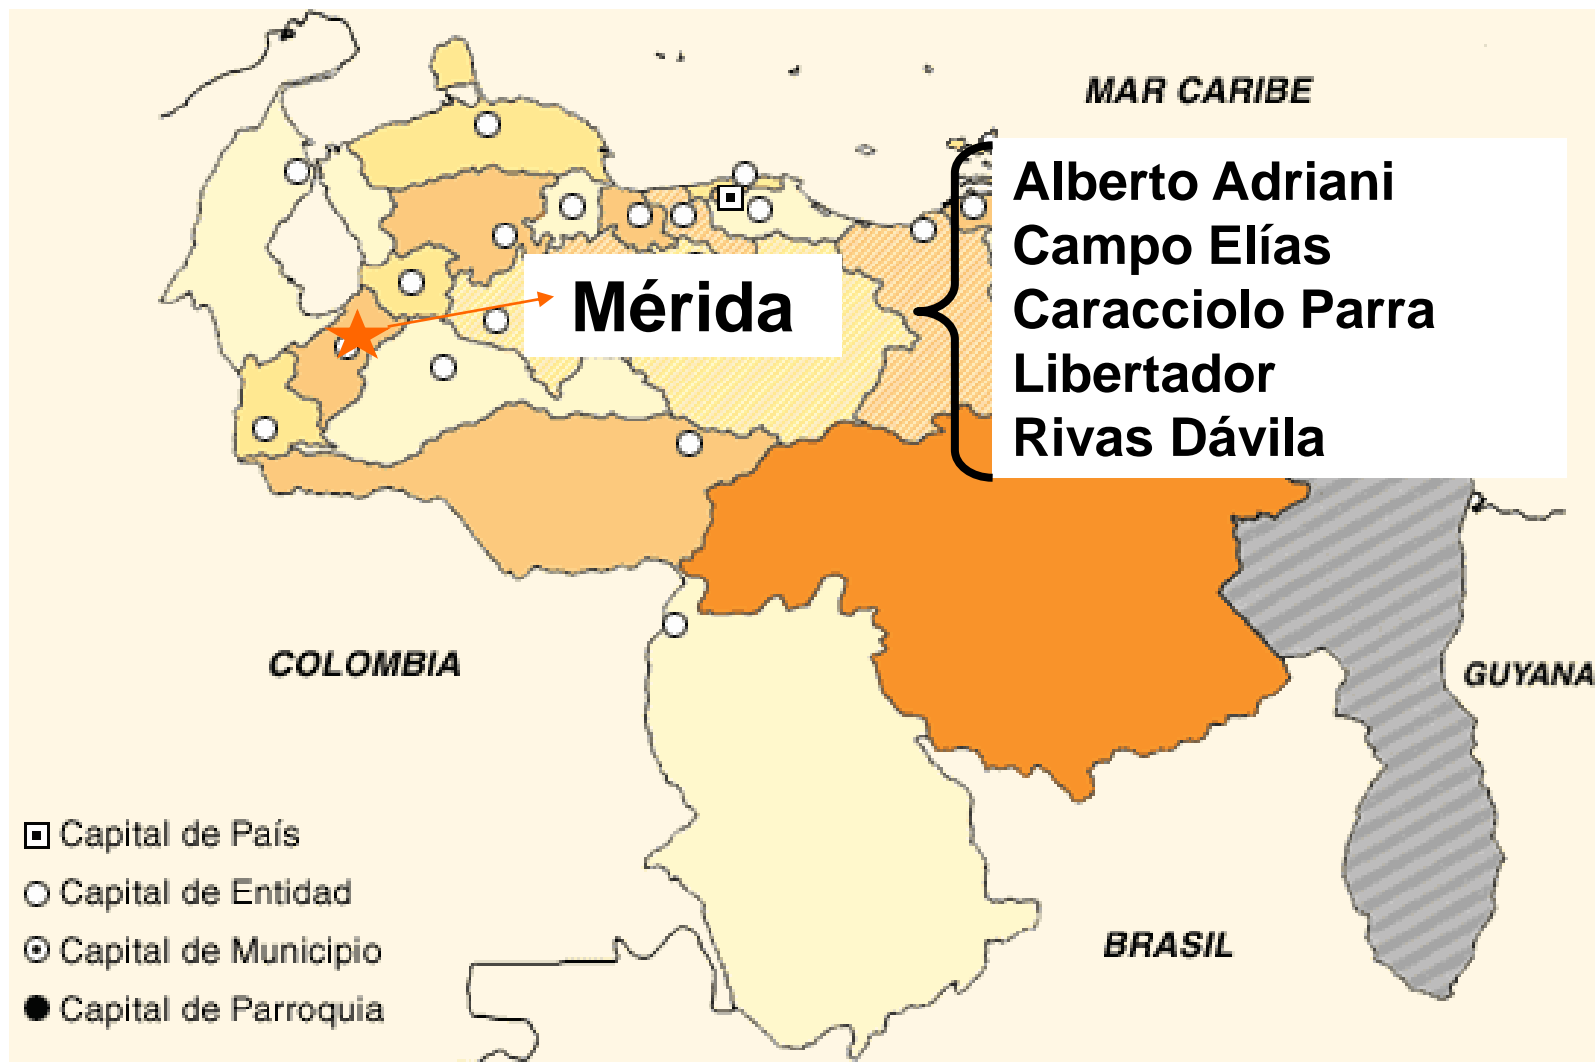 MAR CARIBE
Alberto Adriani
Campo Elías
Caracciolo Parra
Libertador
Rivas Dávila
Mérida
COLOMBIA
GUYANA
BRASIL
Capital de País
Capital de Entidad
Capital de Municipio
Capital de Parroquia